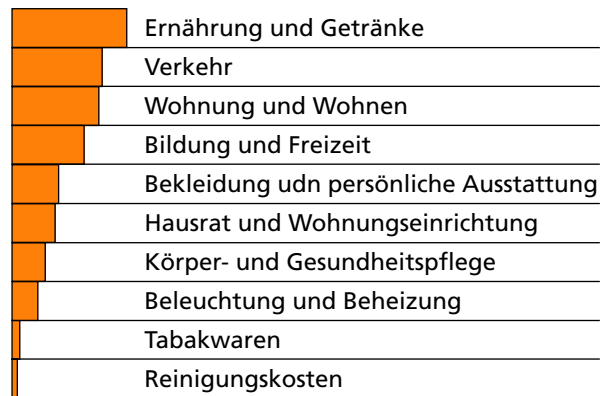 Ernährung und Getränke
Verkehr
Wohnung und Wohnen
Bildung und Freizeit
Bekleidung udn persönliche Ausstattung
Hausrat und Wohnungseinrichtung
Körper- und Gesundheitspflege
Beleuchtung und Beheizung
Tabakwaren
Reinigungskosten